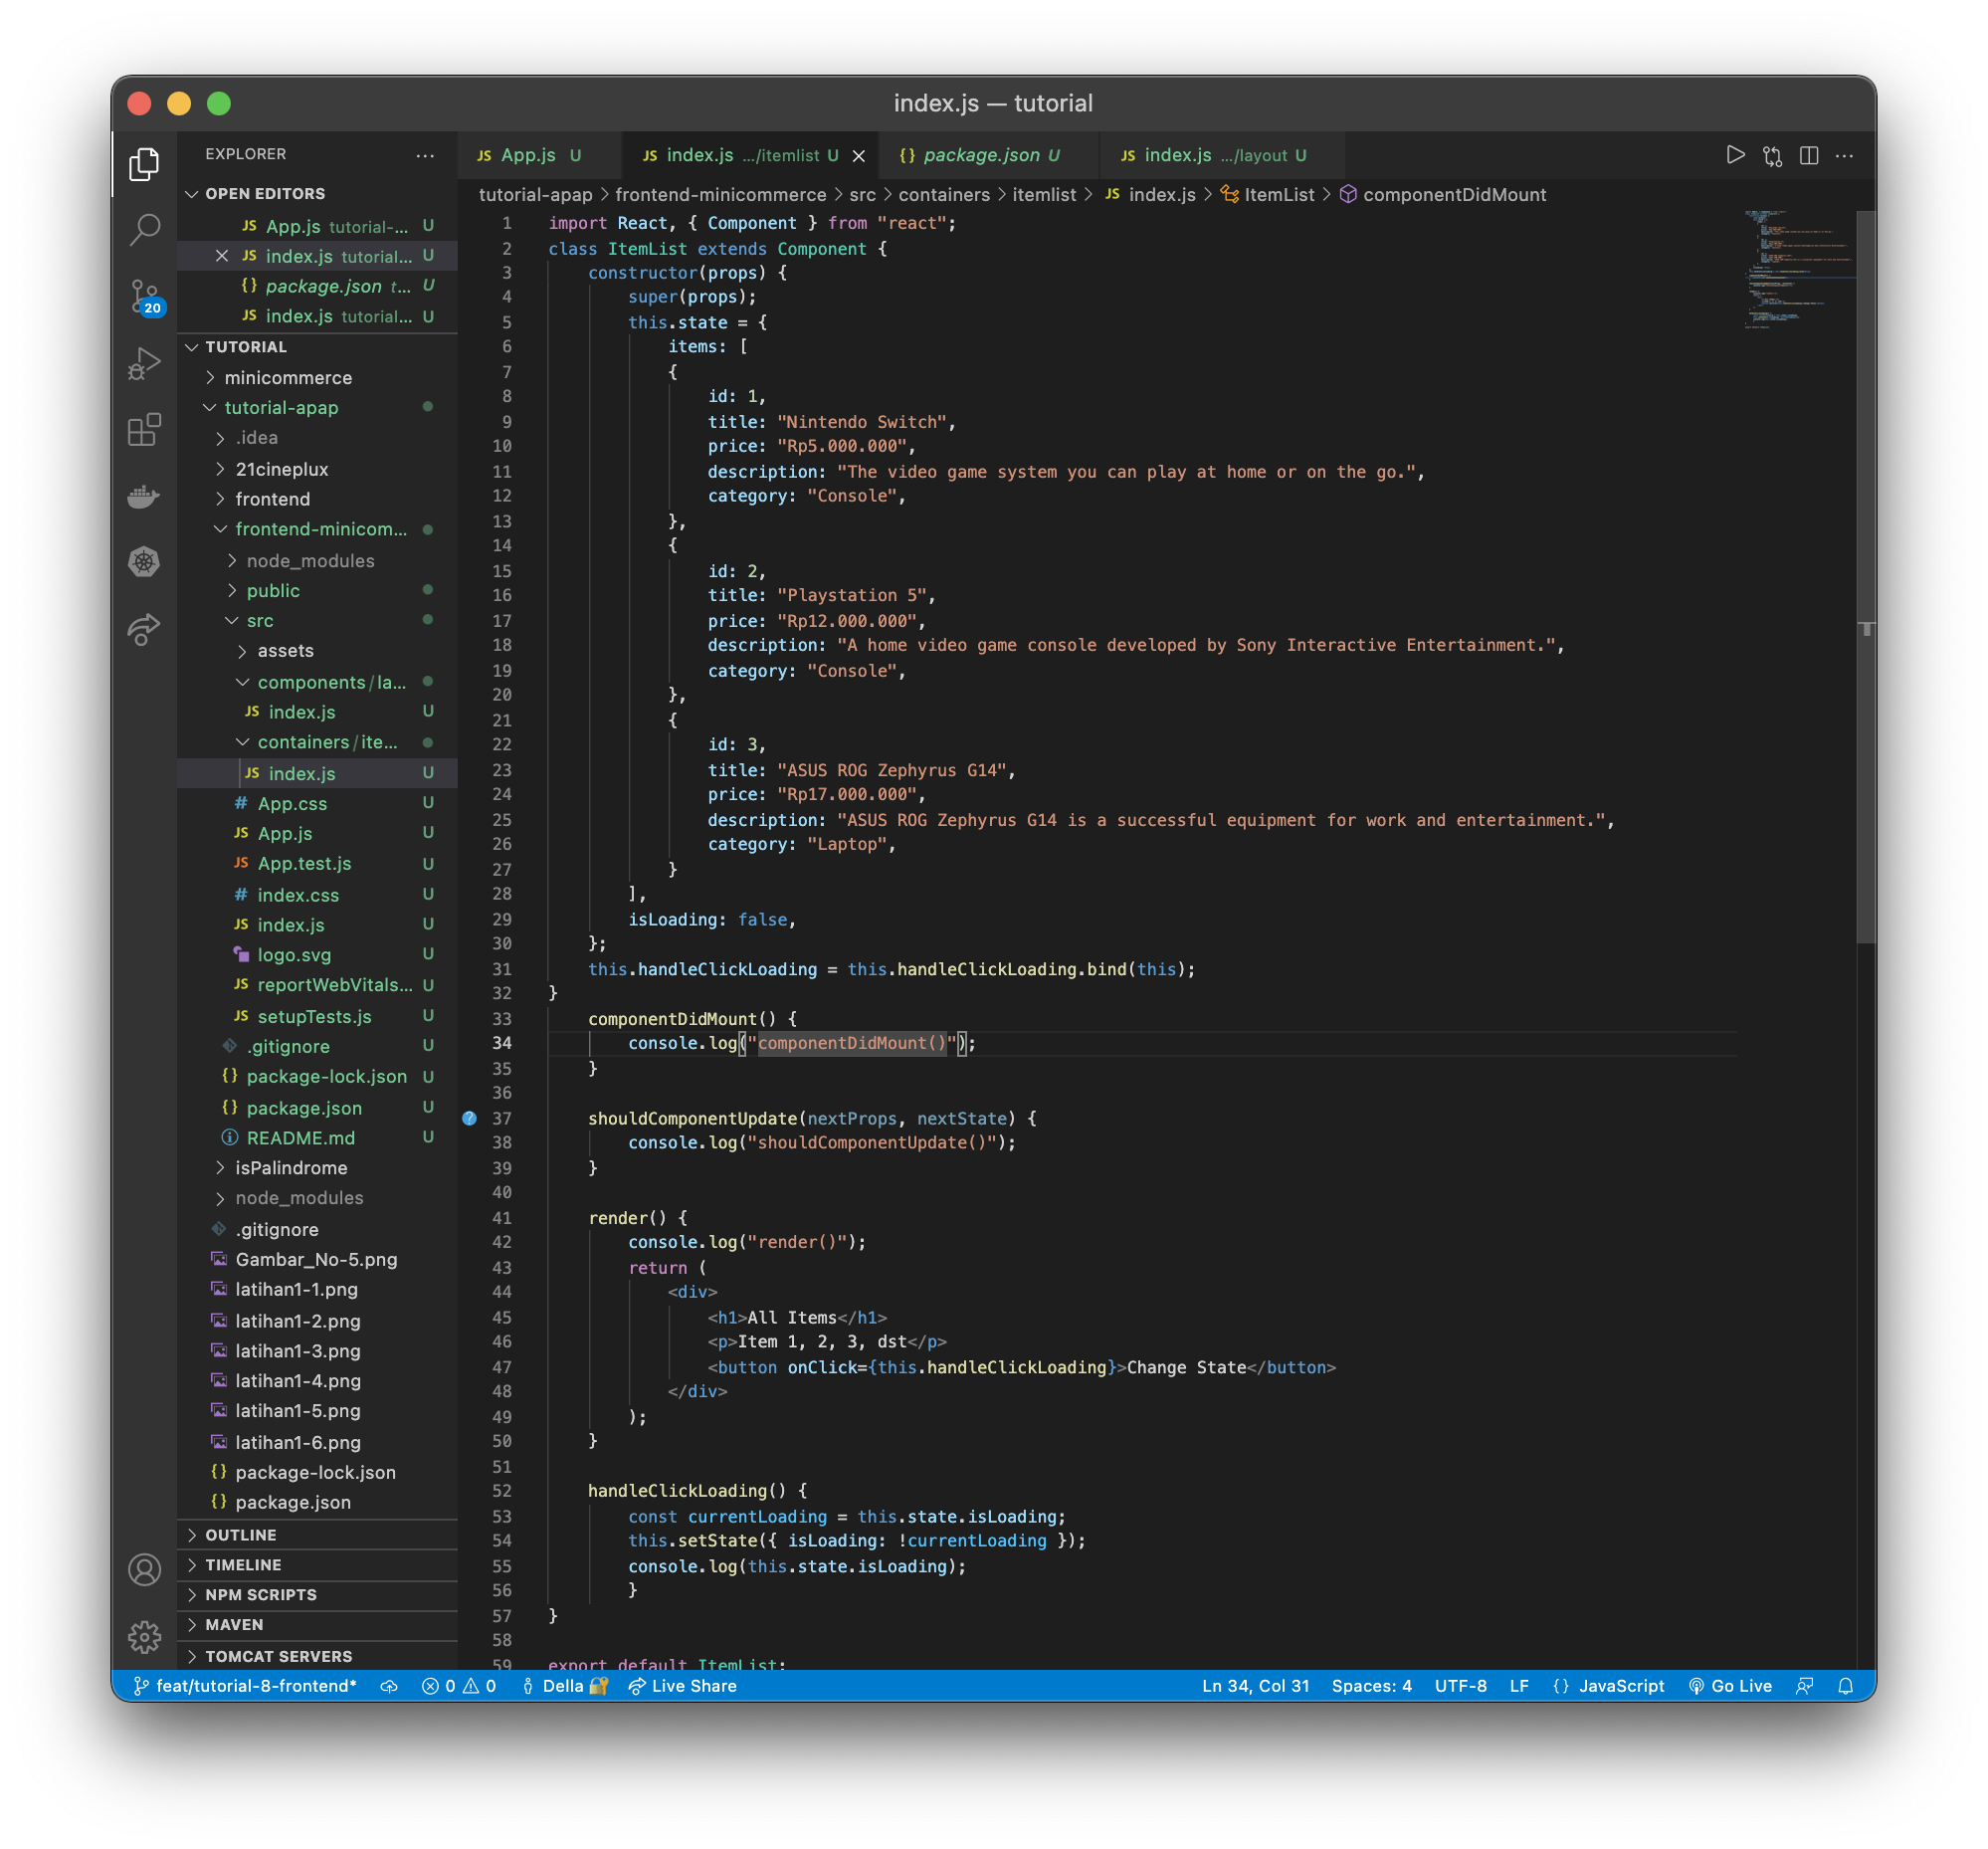 index.js — tutorial
EXPLORER
OPEN EDITORS
JS App.js tutorial-... U
JS index.js tutorial... U
{} package.json t... U
JS index.js tutorial... U
TUTORIAL
minicommerce
tutorial-apap
.idea
21cineplux
frontend
frontend-minicom...
node_modules
public
src
assets
components/la...
JS index.js U
containers/ite...
JS index.js U
# App.css U
JS App.js U
JS App.test.js U
# index.css U
JS index.js U
logo.svg U
JS reportWebVitals... U
JS setupTests.js U
.gitignore U
{} package-lock.json U
{} package.json U
README.md U
isPalindrome
node_modules
.gitignore
Gambar_No-5.png
latihan1-1.png
latihan1-2.png
latihan1-3.png
latihan1-4.png
latihan1-5.png
latihan1-6.png
{} package-lock.json
{} package.json
OUTLINE
TIMELINE
NPM SCRIPTS
MAVEN
TOMCAT SERVERS
20
JS App.js U JS index.js .../itemlist U {} package.json U JS index.js .../layout U
tutorial-apap > frontend-minicommerce > src > containers > itemlist > JS index.js > ItemList > componentDidMount
1 import React, { Component } from "react";
2 class ItemList extends Component {
3 constructor(props) {
4 super(props);
5 this.state = {
6 items: [
7 {
8 id: 1,
9 title: "Nintendo Switch",
10 price: "Rp5.000.000",
11 description: "The video game system you can play at home or on the go.",
12 category: "Console",
13 },
14 {
15 id: 2,
16 title: "Playstation 5",
17 price: "Rp12.000.000",
18 description: "A home video game console developed by Sony Interactive Entertainment.",
19 category: "Console",
20 },
21 {
22 id: 3,
23 title: "ASUS ROG Zephyrus G14",
24 price: "Rp17.000.000",
25 description: "ASUS ROG Zephyrus G14 is a successful equipment for work and entertainment.",
26 category: "Laptop",
27 }
28 ],
29 isLoading: false,
30 };
31 this.handleClickLoading = this.handleClickLoading.bind(this);
32 }
33 componentDidMount() {
34 console.log("componentDidMount()");
35 }
36
37 shouldComponentUpdate(nextProps, nextState) {
38 console.log("shouldComponentUpdate()");
39 }
40
41 render() {
42 console.log("render()");
43 return (
44 <div>
45 <h1>All Items</h1>
46 <p>Item 1, 2, 3, dst</p>
47 <button onClick={this.handleClickLoading}>Change State</button>
48 </div>
49 );
50 }
51
52 handleClickLoading() {
53 const currentLoading = this.state.isLoading;
54 this.setState({ isLoading: !currentLoading });
55 console.log(this.state.isLoading);
56 }
57 }
58
59 export default ItemList;
feat/tutorial-8-frontend* 0 0 Della Live Share Ln 34, Col 31 Spaces: 4 UTF-8 LF {} JavaScript Go Live